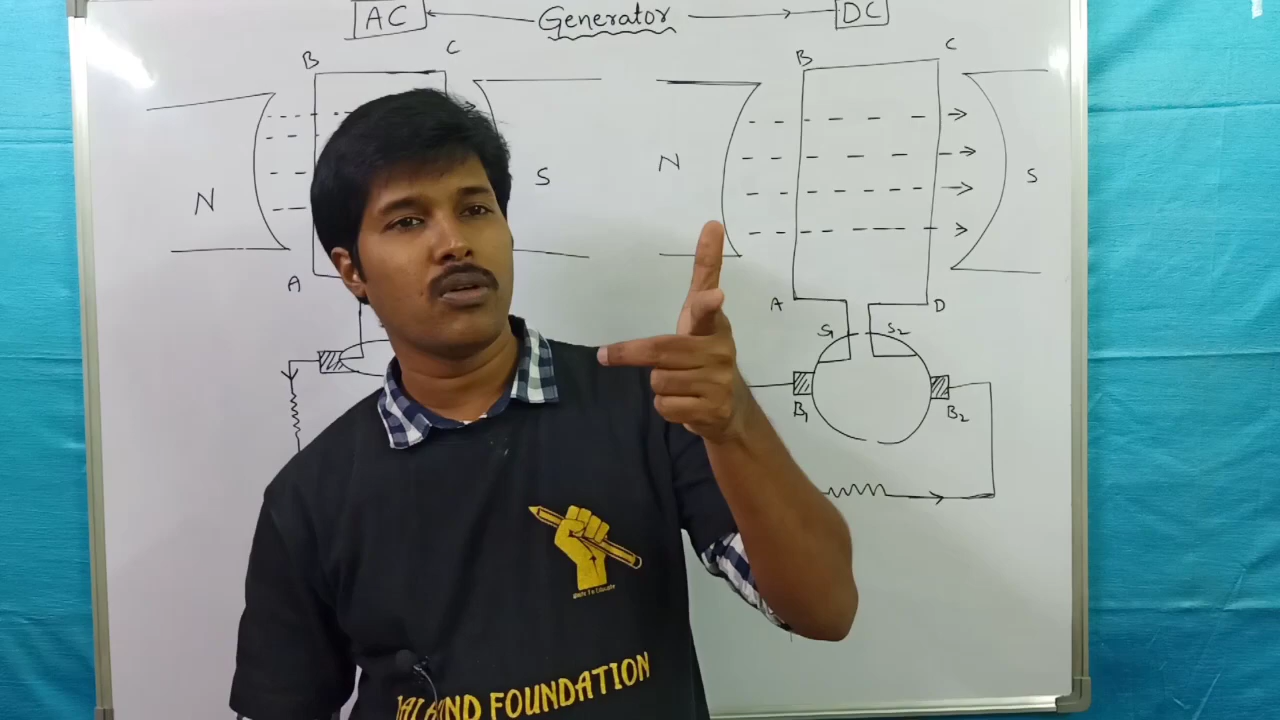 AC Generator DC
B C B C
N S N S
A A D
S1 S2
B1 B2
FOUNDATION